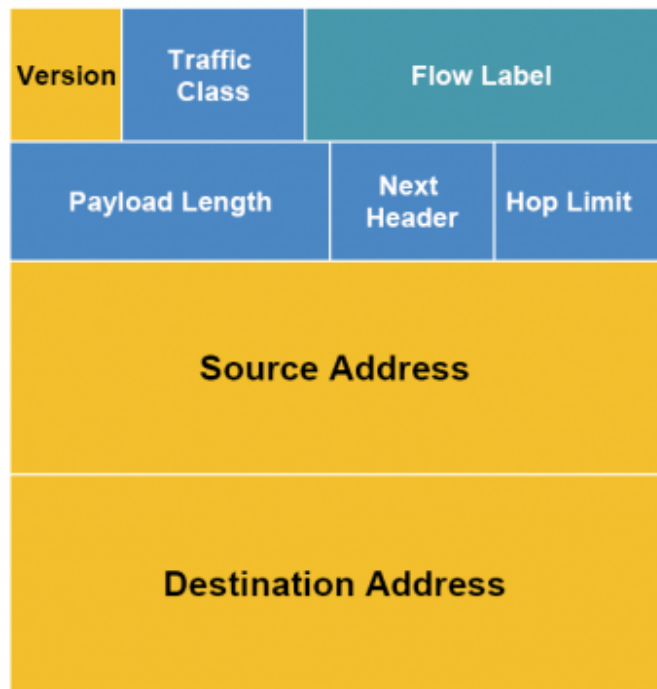 Version
Traffic
Class
Flow Label
Payload Length
Next
Header
Hop Limit
Source Address
Destination Address